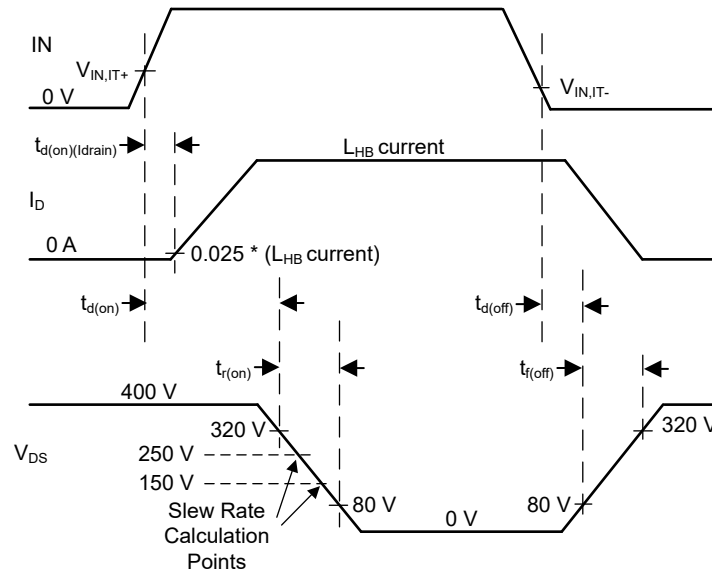 IN
V_IN,IT+
0 V
V_IN,IT-
t_d(on)(Idrain)
L_HB current
I_D
0 A
0.025 * (L_HB current)
t_d(on)
t_d(off)
t_r(on)
t_f(off)
400 V
320 V
320 V
V_DS
250 V
150 V
80 V
80 V
0 V
Slew Rate
Calculation
Points